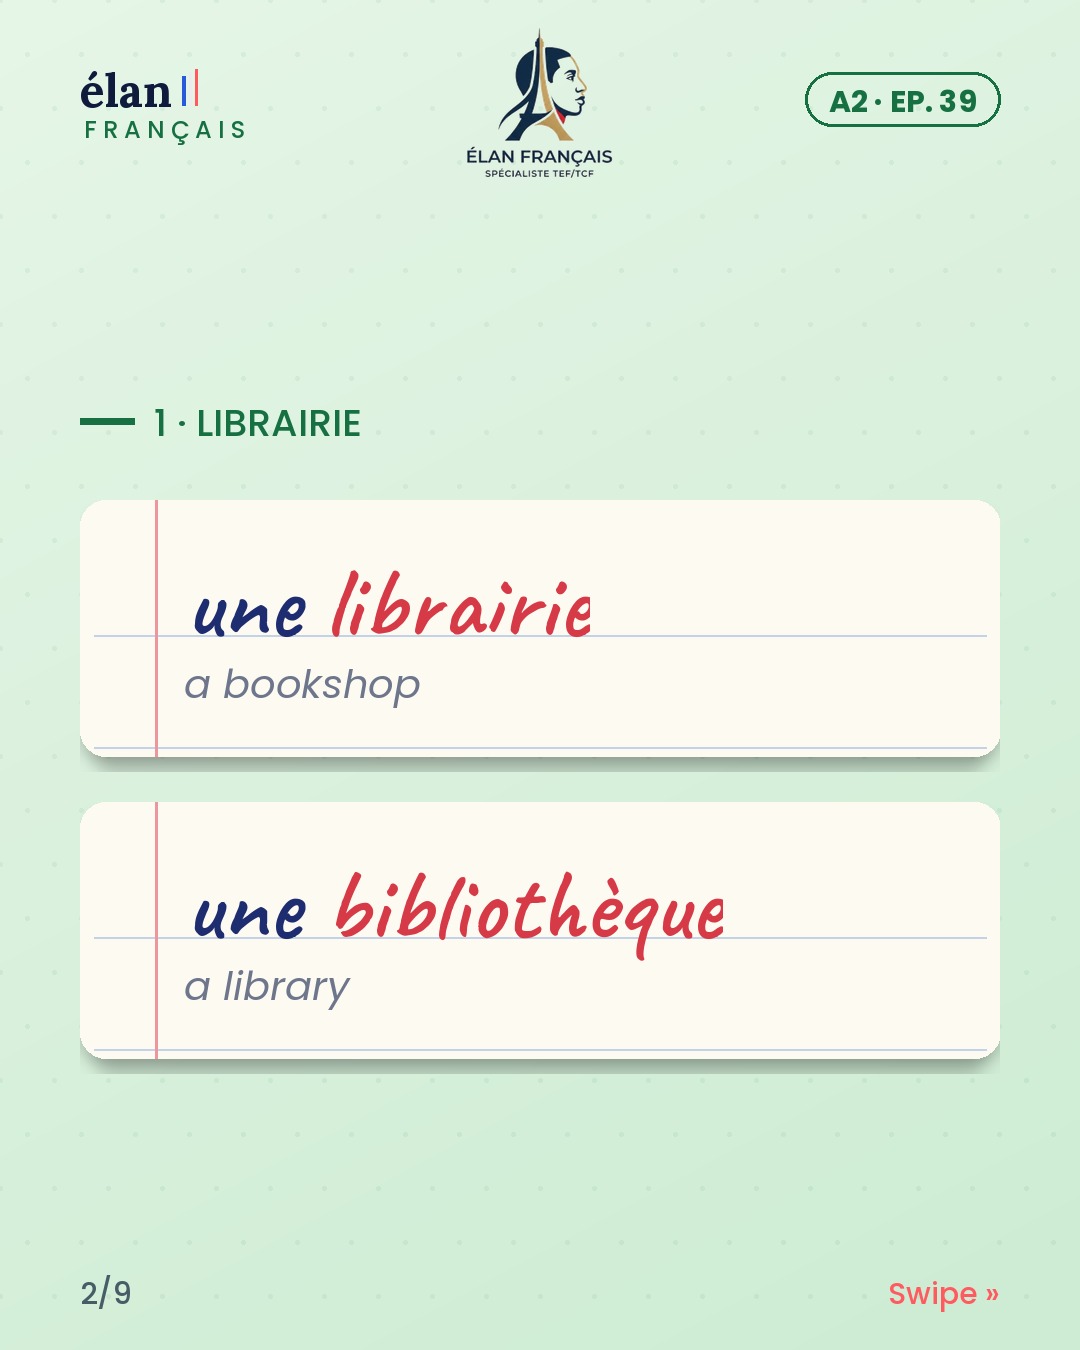 élan
FRANÇAIS
ÉLAN FRANÇAIS
SPÉCIALISTE TEF/TCF
A2 · EP. 39
1 · LIBRAIRIE
une librairie
a bookshop
une bibliothèque
a library
2/9
Swipe »